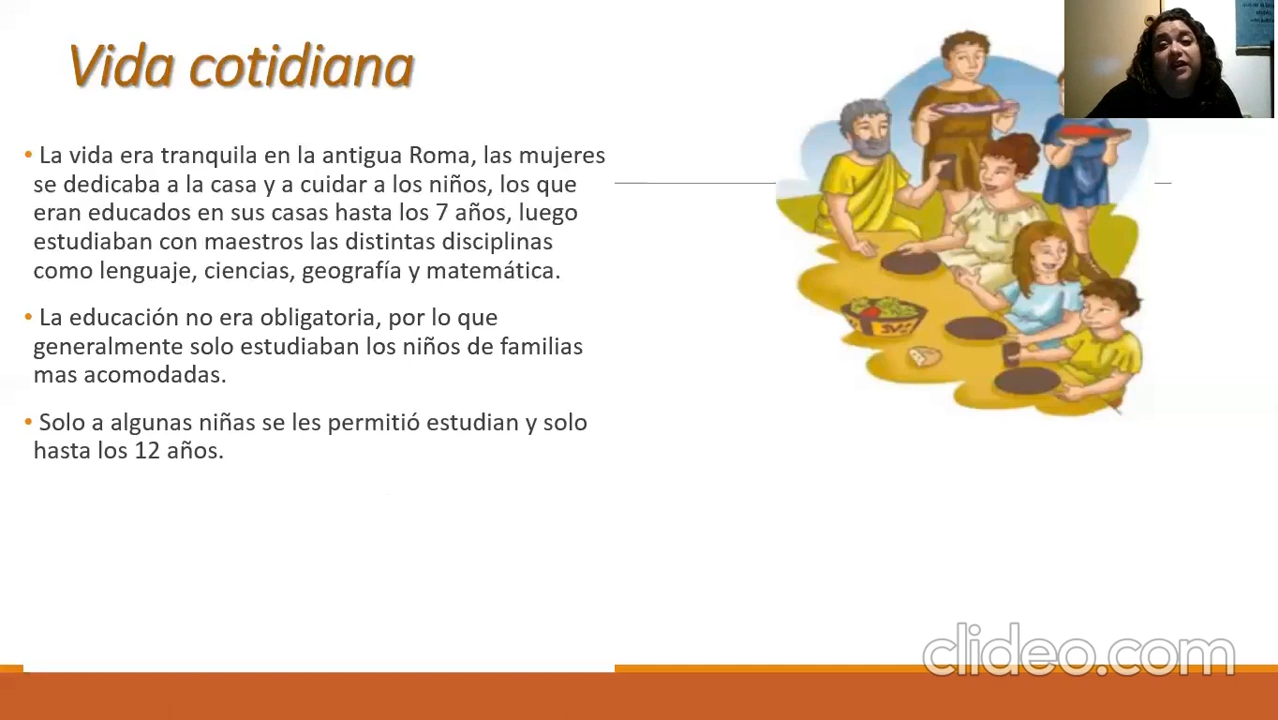 Vida cotidiana
• La vida era tranquila en la antigua Roma, las mujeres
se dedicaba a la casa y a cuidar a los niños, los que
eran educados en sus casas hasta los 7 años, luego
estudiaban con maestros las distintas disciplinas
como lenguaje, ciencias, geografía y matemática.
• La educación no era obligatoria, por lo que
generalmente solo estudiaban los niños de familias
mas acomodadas.
• Solo a algunas niñas se les permitió estudian y solo
hasta los 12 años.
clideo.com